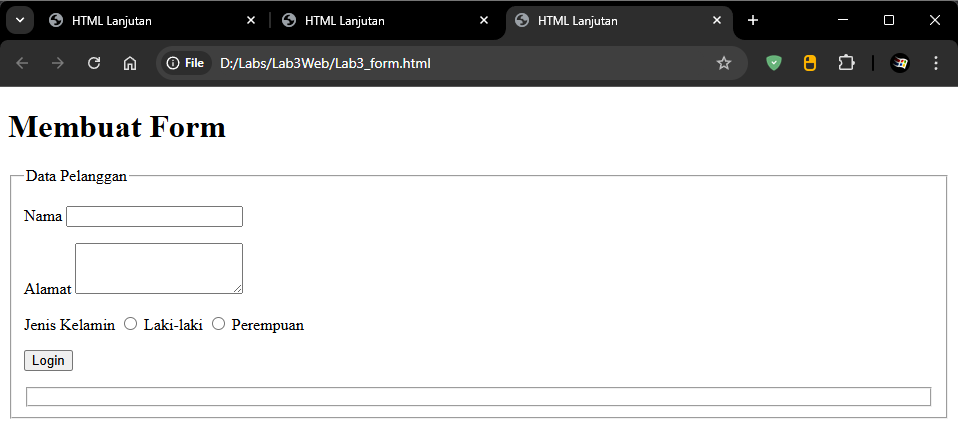 HTML Lanjutan
HTML Lanjutan
HTML Lanjutan
File
D:/Labs/Lab3Web/Lab3_form.html
Membuat Form
Data Pelanggan
Nama
Alamat
Jenis Kelamin Laki-laki Perempuan
Login